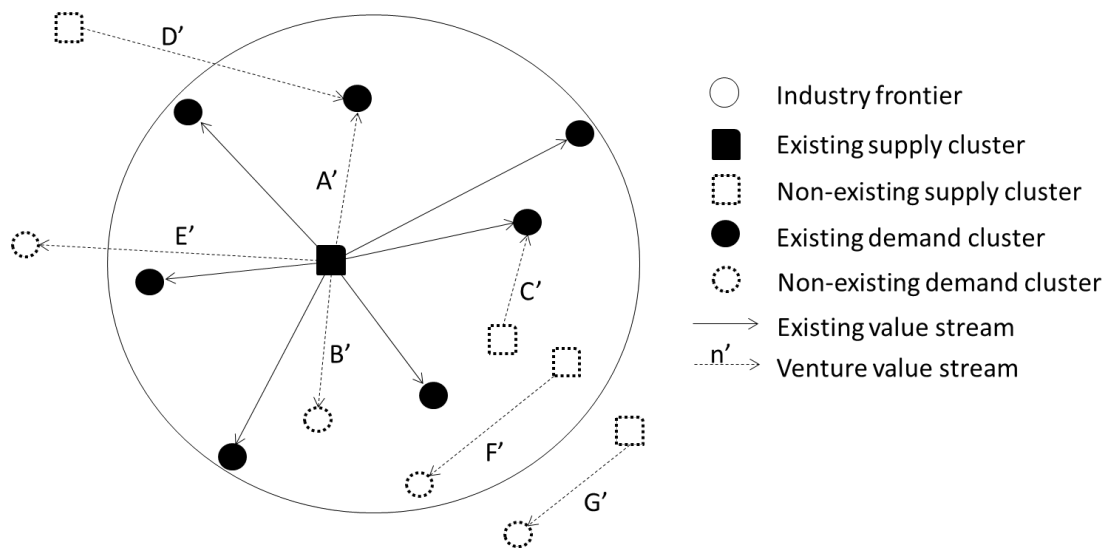 D’
A’
E’
C’
B’
F’
G’
Industry frontier
Existing supply cluster
Non-existing supply cluster
Existing demand cluster
Non-existing demand cluster
Existing value stream
n’
Venture value stream